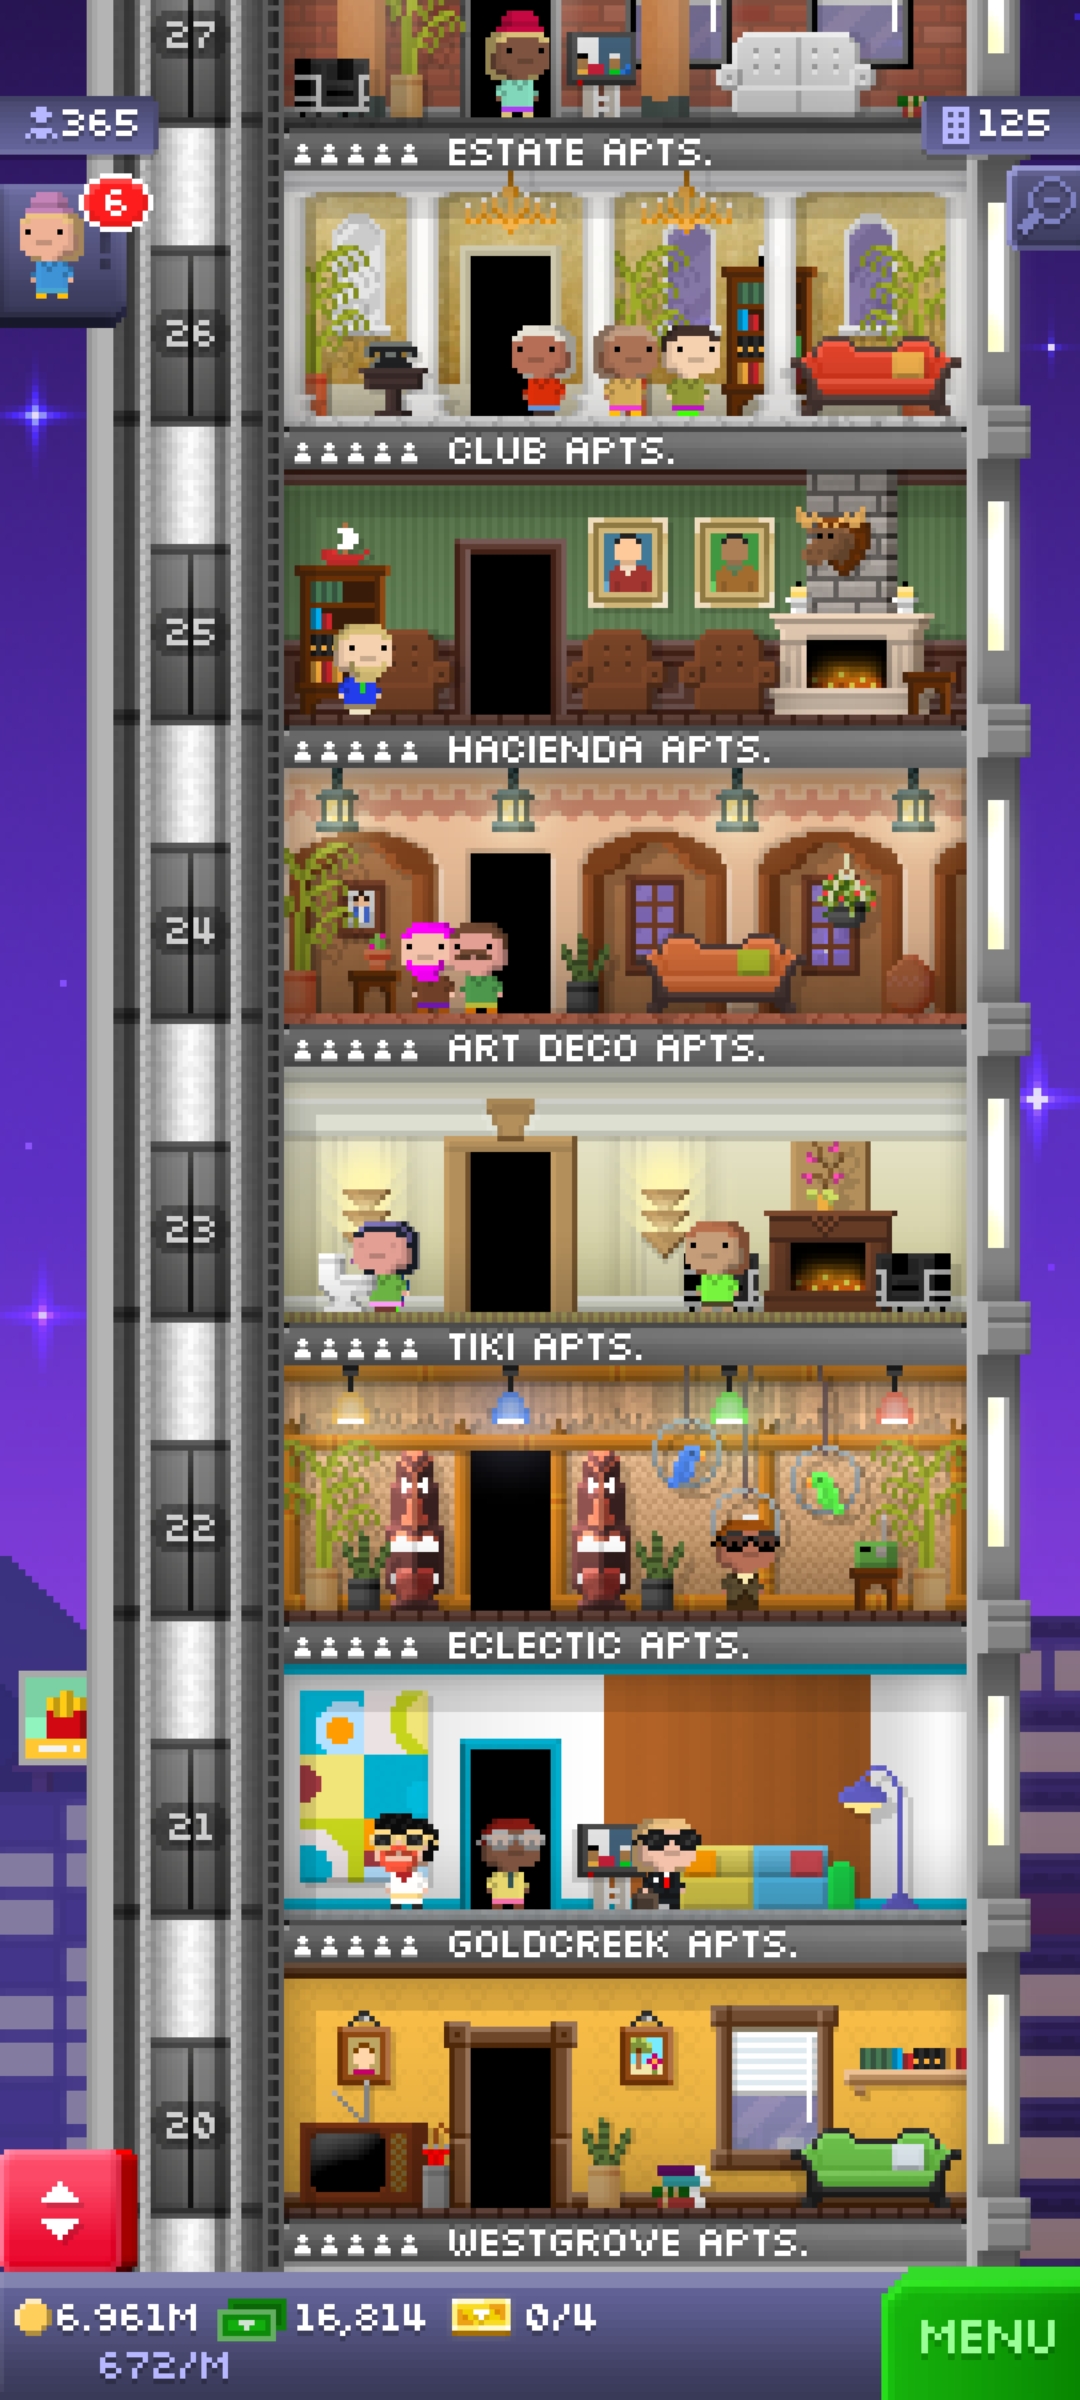 27
365
125
ESTATE APTS.
6
26
CLUB APTS.
25
HACIENDA APTS.
24
ART DECO APTS.
23
TIKI APTS.
22
ECLECTIC APTS.
21
GOLDCREEK APTS.
20
WESTGROVE APTS.
6.961M 16,814 0/4
672/M
MENU